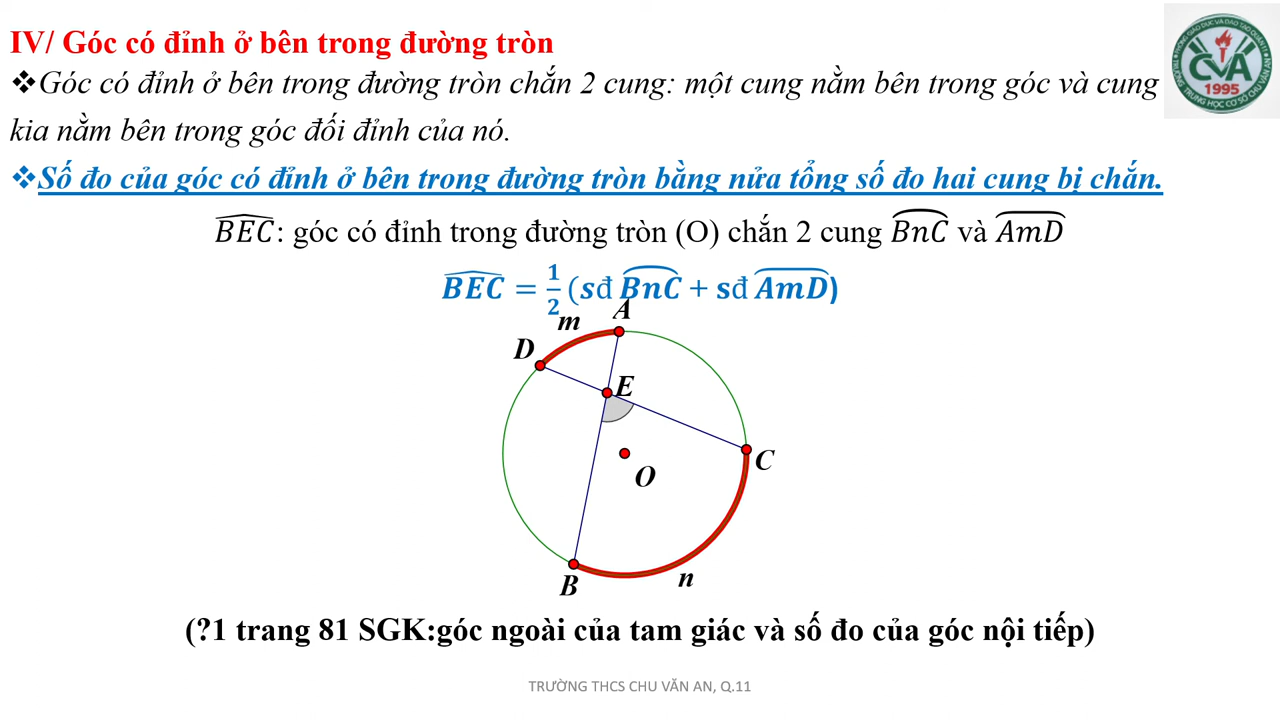 IV/ Góc có đỉnh ở bên trong đường tròn
❖Góc có đỉnh ở bên trong đường tròn chắn 2 cung: một cung nằm bên trong góc và cung
kia nằm bên trong góc đối đỉnh của nó.
❖Số đo của góc có đỉnh ở bên trong đường tròn bằng nửa tổng số đo hai cung bị chắn.
BEC: góc có đỉnh trong đường tròn (O) chắn 2 cung BnC và AmD
BEC = 1/2 (sđ BnC + sđ AmD)
A
m
D
E
C
O
n
B
(?1 trang 81 SGK:góc ngoài của tam giác và số đo của góc nội tiếp)
TRƯỜNG THCS CHU VĂN AN, Q.11
CVA
1995